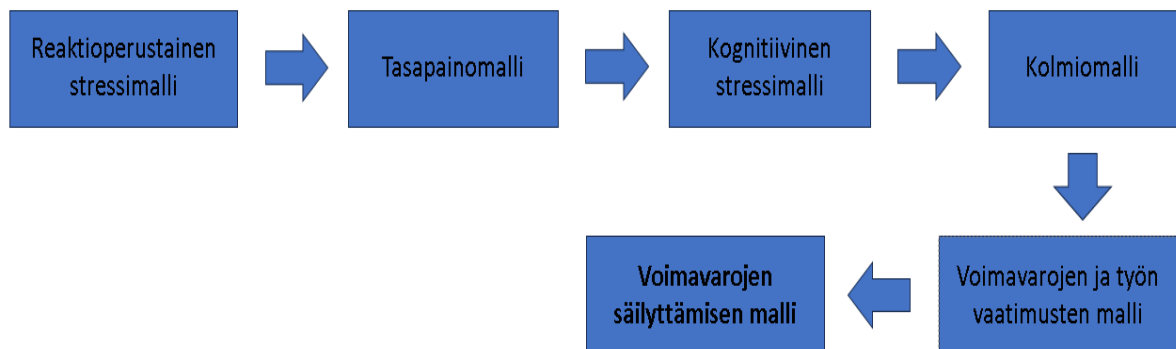 Reaktioperustainen
stressimalli
Tasapainomalli
Kognitiivinen
stressimalli
Kolmiomalli
Voimavarojen
säilyttämisen malli
Voimavarojen ja työn
vaatimusten malli